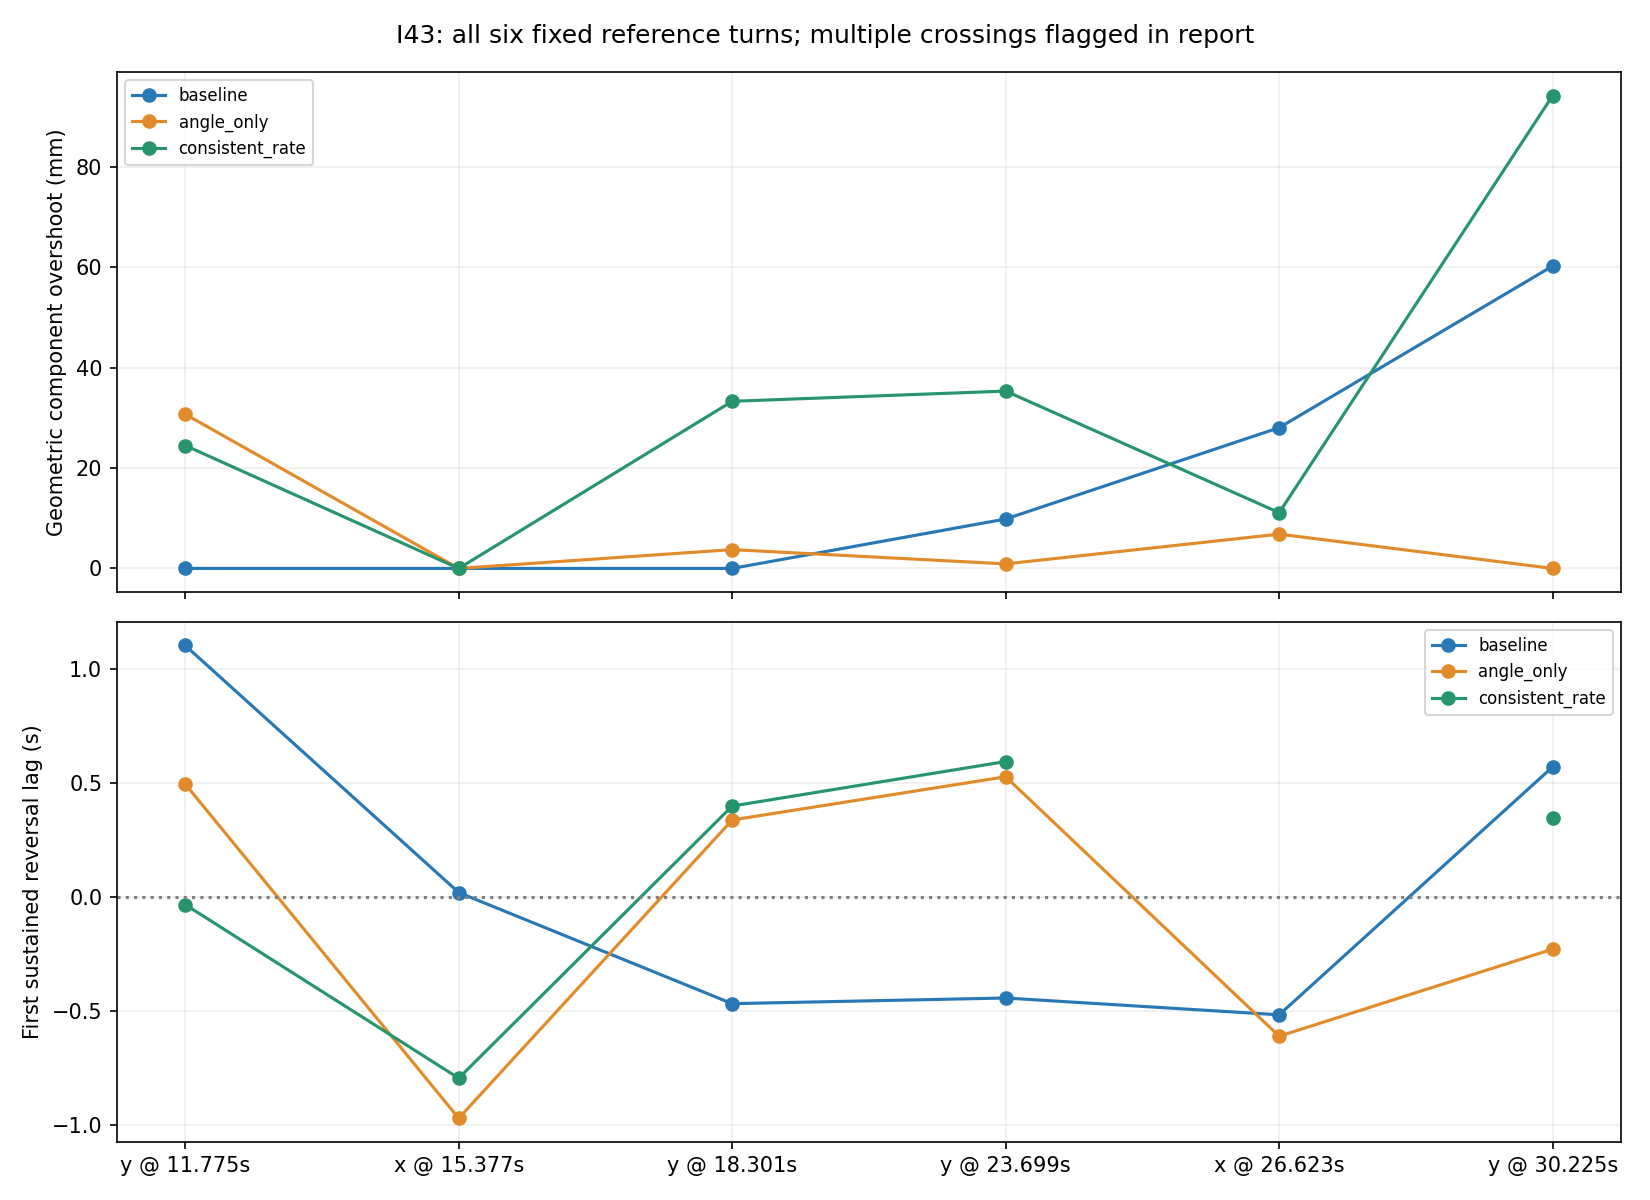 I43: all six fixed reference turns; multiple crossings flagged in report
baseline
angle_only
consistent_rate
Geometric component overshoot (mm)
80
60
40
20
0
baseline
angle_only
consistent_rate
First sustained reversal lag (s)
1.0
0.5
0.0
−0.5
−1.0
y @ 11.775s
x @ 15.377s
y @ 18.301s
y @ 23.699s
x @ 26.623s
y @ 30.225s